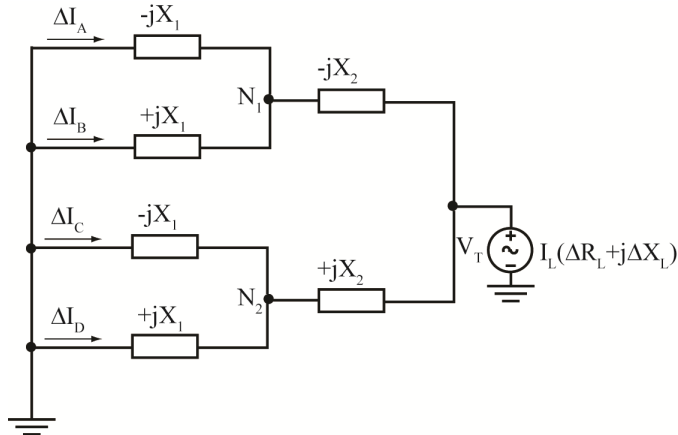 ΔI_A
-jX_1
ΔI_B
+jX_1
N_1
-jX_2
ΔI_C
-jX_1
ΔI_D
+jX_1
N_2
+jX_2
V_T
+
~
−
I_L(ΔR_L+jΔX_L)